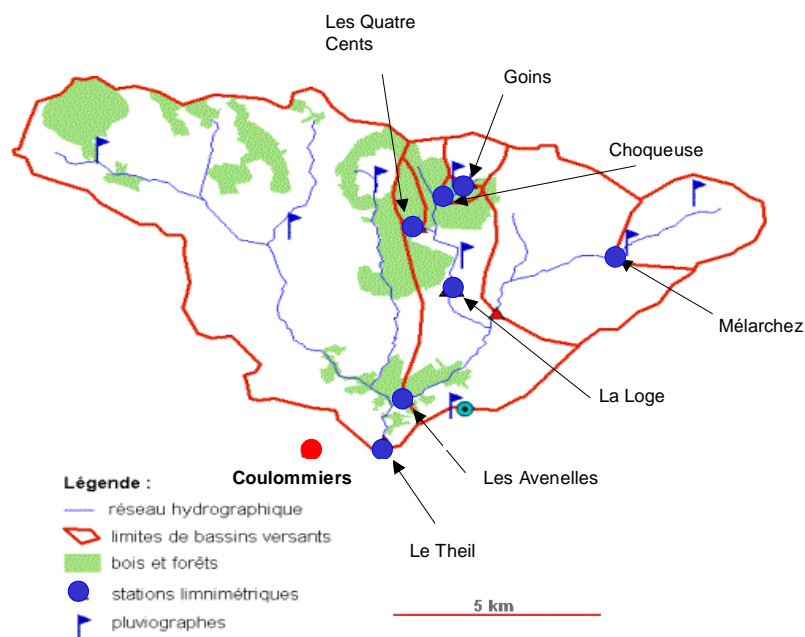 Les Quatre
Cents
Goins
Choqueuse
Mélarchez
La Loge
Coulommiers
Les Avenelles
Le Theil
Légende :
réseau hydrographique
limites de bassins versants
bois et forêts
stations limnimétriques
pluviographes
5 km